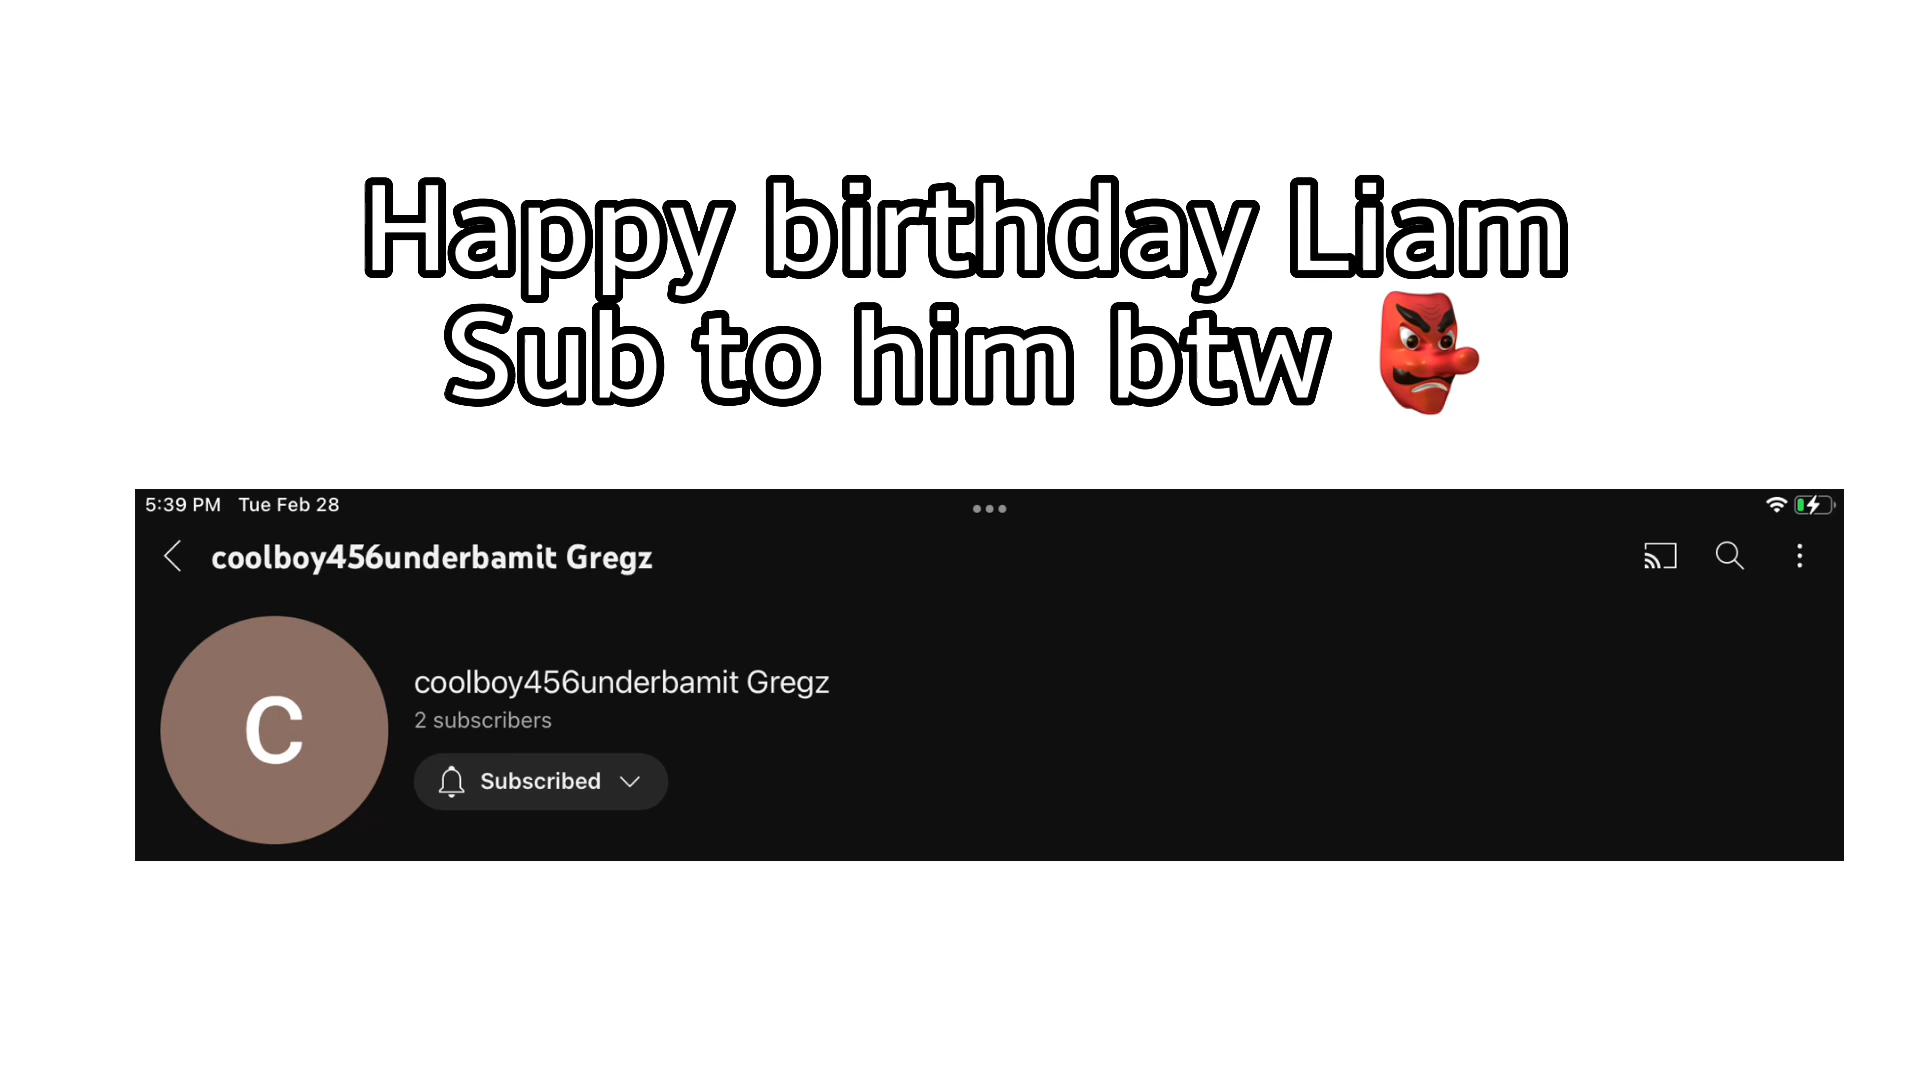 Happy birthday Liam
Sub to him btw 👺
5:39 PM Tue Feb 28
coolboy456underbamit Gregz
C
coolboy456underbamit Gregz
2 subscribers
Subscribed